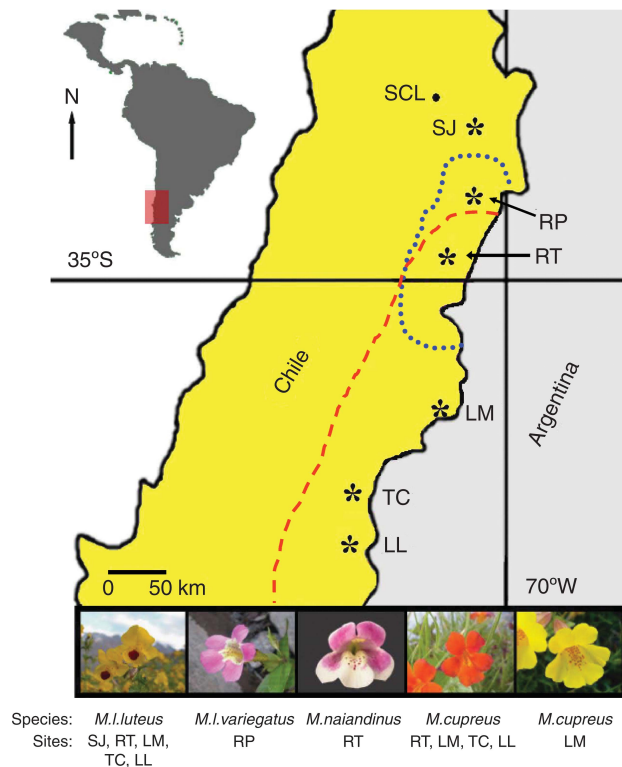 N
SCL
SJ
RP
35ºS
RT
Chile
Argentina
LM
TC
LL
0 50 km
70ºW
Species: M.l.luteus M.l.variegatus M.naiandinus M.cupreus M.cupreus
Sites: SJ, RT, LM, RP RT RT, LM, TC, LL LM
TC, LL